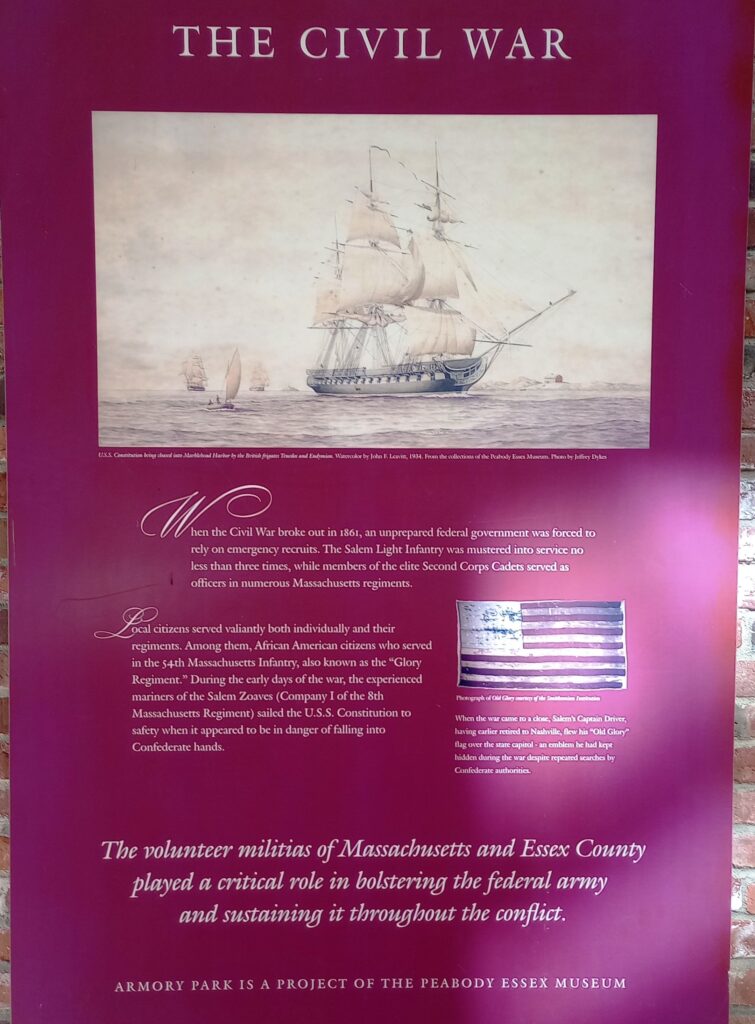 THE CIVIL WAR
U.S.S. Constitution being chased into Marblehead Harbor by the British frigates Tenedos and Endymion. Watercolor by John F. Leavitt, 1934. From the collections of the Peabody Essex Museum. Photo by Jeffrey Dykes
When the Civil War broke out in 1861, an unprepared federal government was forced to
rely on emergency recruits. The Salem Light Infantry was mustered into service no
less than three times, while members of the elite Second Corps Cadets served as
officers in numerous Massachusetts regiments.
Local citizens served valiantly both individually and their
regiments. Among them, African American citizens who served
in the 54th Massachusetts Infantry, also known as the “Glory
Regiment.” During the early days of the war, the experienced
mariners of the Salem Zoaves (Company I of the 8th
Massachusetts Regiment) sailed the U.S.S. Constitution to
safety when it appeared to be in danger of falling into
Confederate hands.
Photograph of Old Glory courtesy of the Smithsonian Institution
When the war came to a close, Salem's Captain Driver,
having earlier retired to Nashville, flew his “Old Glory”
flag over the state capitol - an emblem he had kept
hidden during the war despite repeated searches by
Confederate authorities.
The volunteer militias of Massachusetts and Essex County
played a critical role in bolstering the federal army
and sustaining it throughout the conflict.
ARMORY PARK IS A PROJECT OF THE PEABODY ESSEX MUSEUM